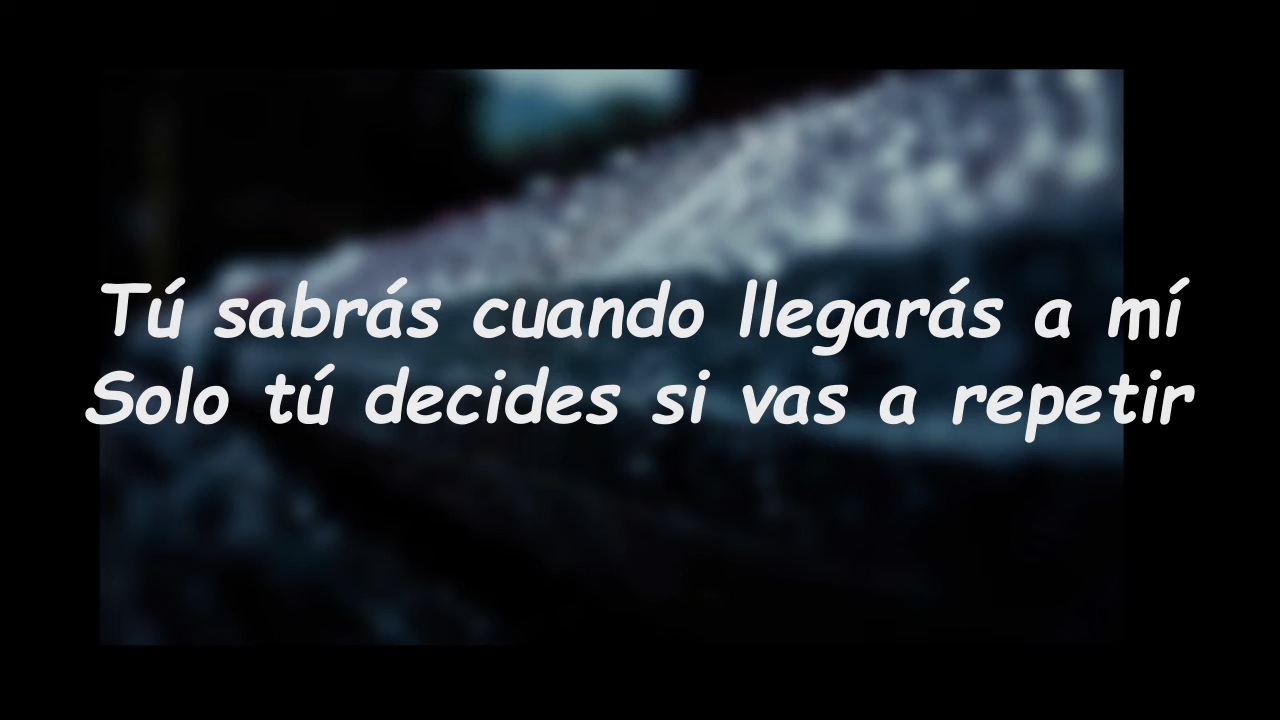 Tú sabrás cuando llegarás a mí
Solo tú decides si vas a repetir